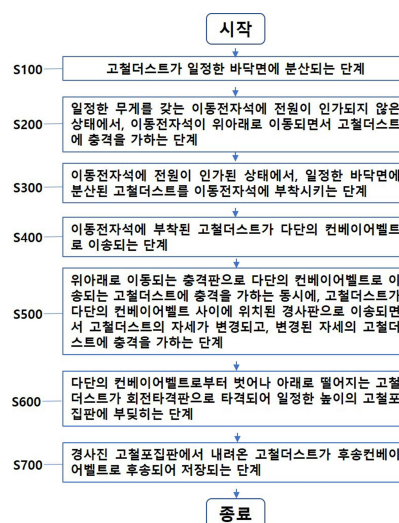 시작
S100
고철더스트가 일정한 바닥면에 분산되는 단계
S200
일정한 무게를 갖는 이동전자석에 전원이 인가되지 않은
상태에서, 이동전자석이 위아래로 이동되면서 고철더스트
에 충격을 가하는 단계
S300
이동전자석에 전원이 인가된 상태에서, 일정한 바닥면에
분산된 고철더스트를 이동전자석에 부착시키는 단계
S400
이동전자석에 부착된 고철더스트가 다단의 컨베이어벨트
로 이송되는 단계
S500
위아래로 이동되는 충격판으로 다단의 컨베이어벨트로 이
송되는 고철더스트에 충격을 가하는 동시에, 고철더스트가
다단의 컨베이어벨트 사이에 위치된 경사판으로 이송되면
서 고철더스트의 자세가 변경되고, 변경된 자세의 고철더
스트에 충격을 가하는 단계
S600
다단의 컨베이어벨트로부터 벗어나 아래로 떨어지는 고철
더스트가 회전타격판으로 타격되어 일정한 높이의 고철포
집판에 부딪히는 단계
S700
경사진 고철포집판에서 내려온 고철더스트가 후송컨베이
어벨트로 후송되어 저장되는 단계
종료